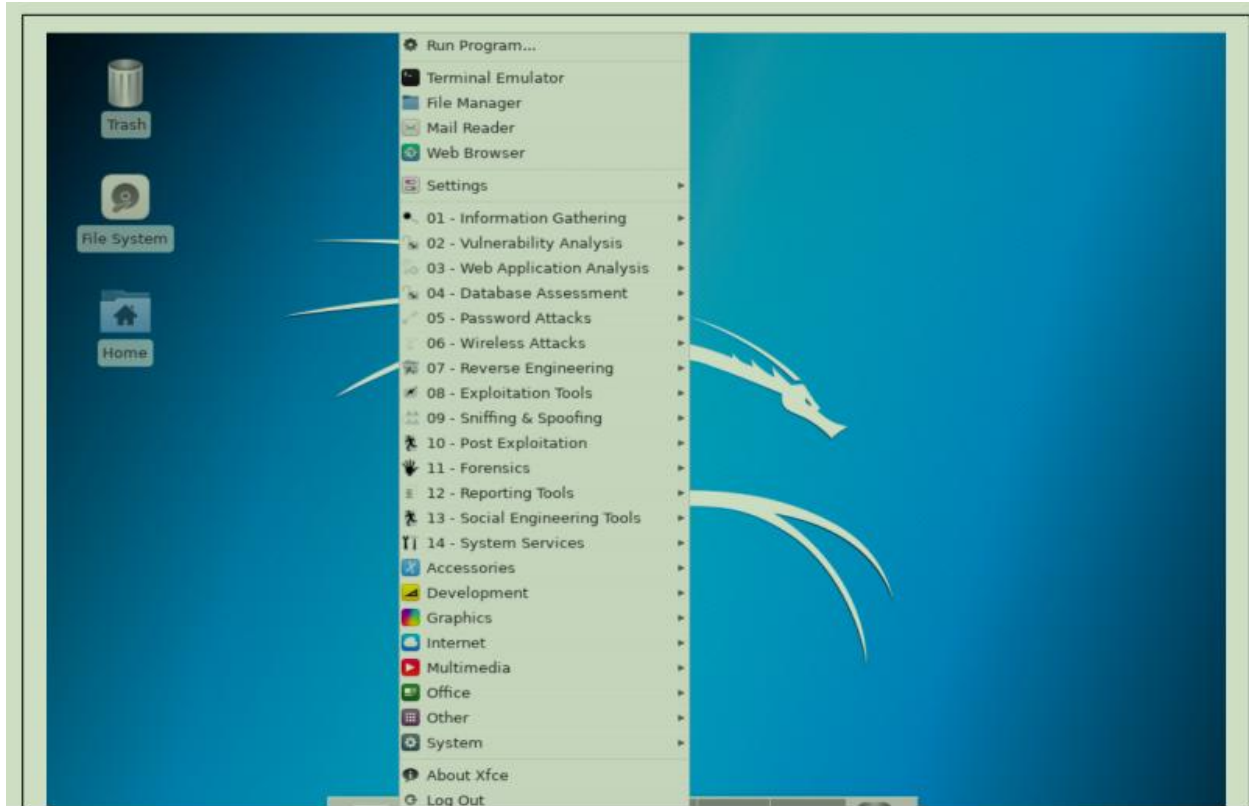 Trash
File System
Home
Run Program...
Terminal Emulator
File Manager
Mail Reader
Web Browser
Settings
01 - Information Gathering
02 - Vulnerability Analysis
03 - Web Application Analysis
04 - Database Assessment
05 - Password Attacks
06 - Wireless Attacks
07 - Reverse Engineering
08 - Exploitation Tools
09 - Sniffing & Spoofing
10 - Post Exploitation
11 - Forensics
12 - Reporting Tools
13 - Social Engineering Tools
14 - System Services
Accessories
Development
Graphics
Internet
Multimedia
Office
Other
System
About Xfce
Log Out